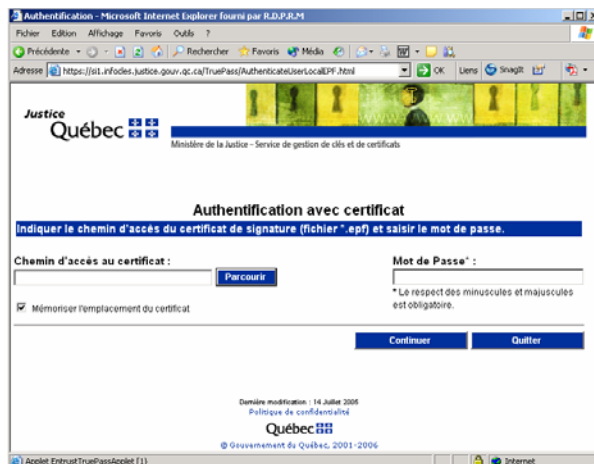 Authentification - Microsoft Internet Explorer fourni par R.D.P.R.M
Fichier Edition Affichage Favoris Outils ?
Précédente Rechercher Favoris Média
Adresse https://si1.infocles.justice.gouv.qc.ca/TruePass/AuthenticateUserLocalEPF.html OK Liens SnagIt
Justice
Québec
Ministère de la Justice - Service de gestion de clés et de certificats
Authentification avec certificat
Indiquer le chemin d'accés du certificat de signature (fichier *.epf) et saisir le mot de passe.
Chemin d'accés au certificat : Mot de Passe* :
Parcourir
* Le respect des minuscules et majuscules
est obligatoire.
Mémoriser l'emplacement du certificat
Continuer Quitter
Dernière modification : 14 Juillet 2005
Politique de confidentialité
Québec
© Gouvernement du Québec, 2001-2006
Applet EntrustTruePassApplet (1) Internet